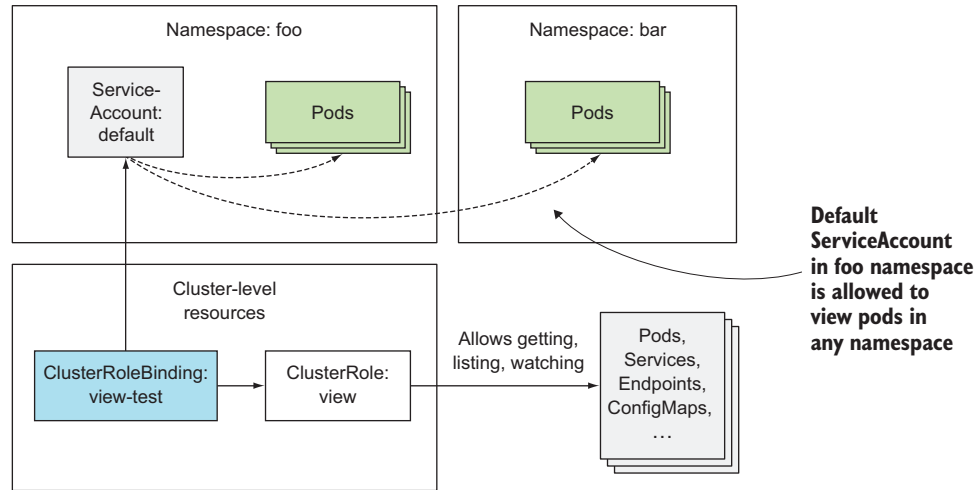 Namespace: foo
Service-
Account:
default
Pods
Namespace: bar
Pods
Default
ServiceAccount
in foo namespace
is allowed to
view pods in
any namespace
Cluster-level
resources
ClusterRoleBinding:
view-test
ClusterRole:
view
Allows getting,
listing, watching
Pods,
Services,
Endpoints,
ConfigMaps,
…